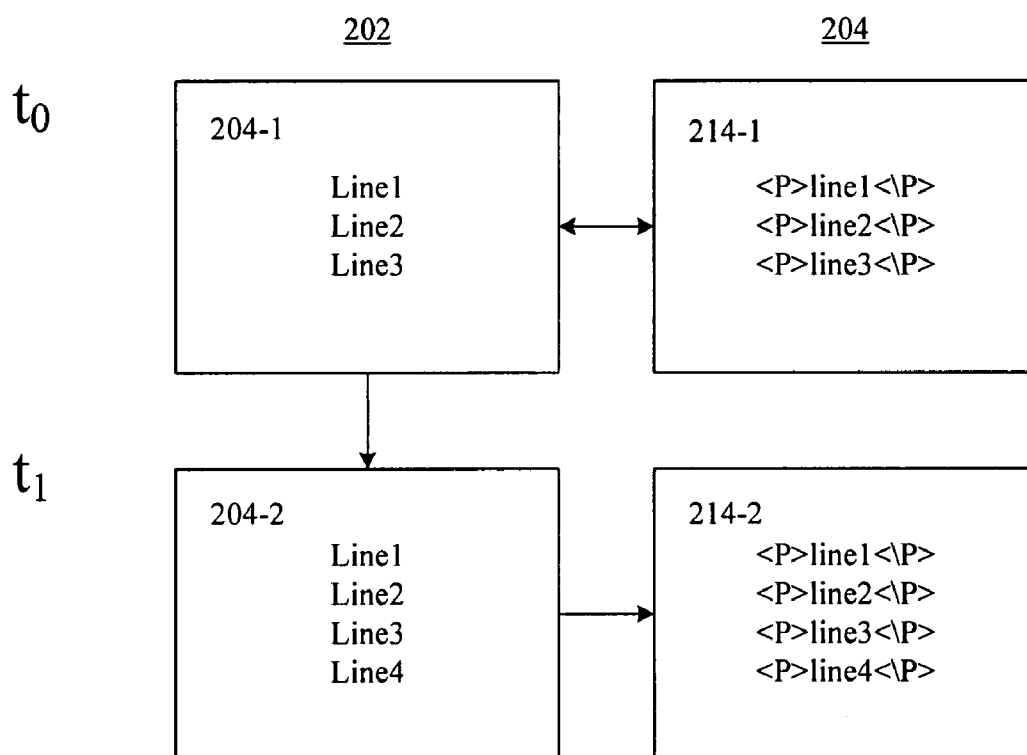 202 204
t0
204-1
Line1
Line2
Line3
214-1
<P>line1<\P>
<P>line2<\P>
<P>line3<\P>
t1
204-2
Line1
Line2
Line3
Line4
214-2
<P>line1<\P>
<P>line2<\P>
<P>line3<\P>
<P>line4<\P>